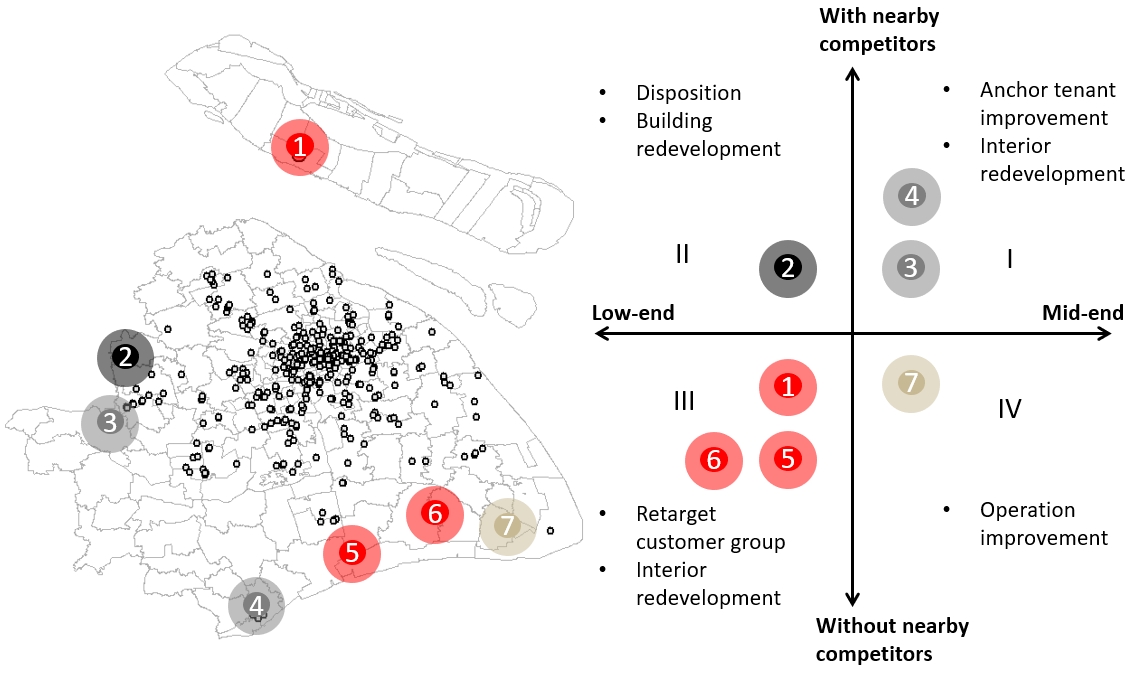 With nearby
competitors
• Disposition
• Building
redevelopment
• Anchor tenant
improvement
• Interior
redevelopment
1
4
II
2
3
I
Low-end
Mid-end
2
3
III
1
7
IV
6
5
6
7
5
4
• Retarget
customer group
• Interior
redevelopment
• Operation
improvement
Without nearby
competitors